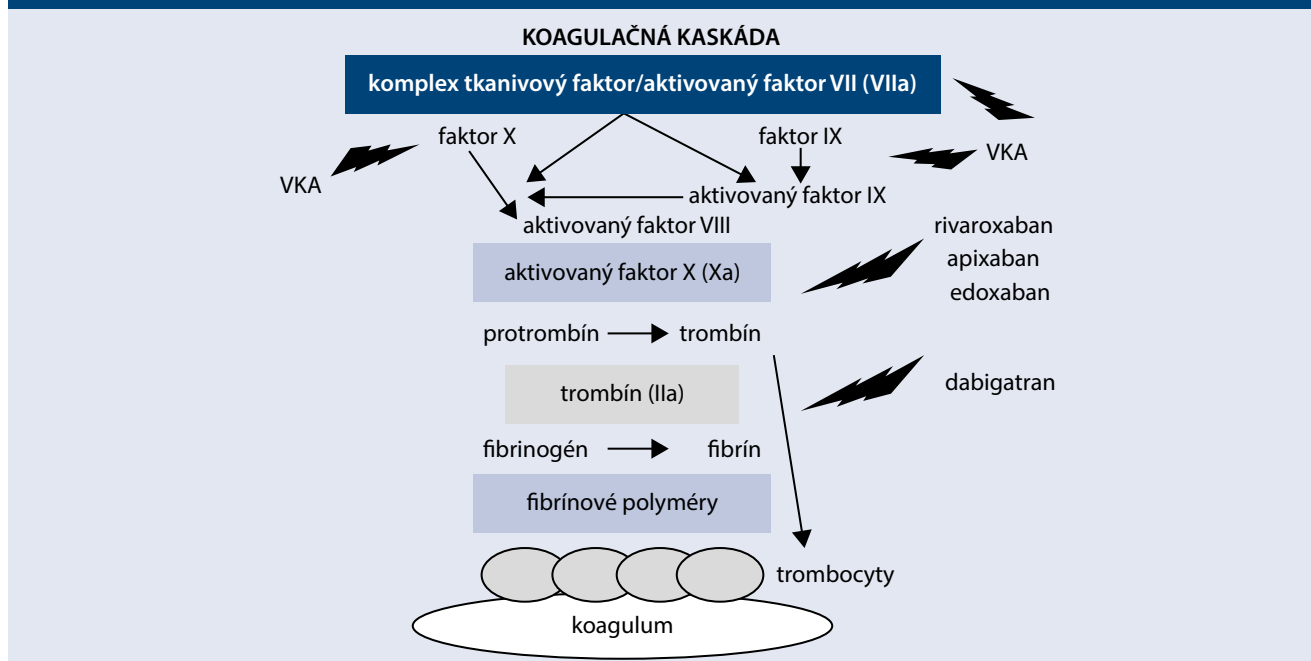 KOAGULAČNÁ KASKÁDA
komplex tkanivový faktor/aktivovaný faktor VII (VIIa)
faktor X
faktor IX
VKA
VKA
aktivovaný faktor IX
aktivovaný faktor VIII
rivaroxaban
apixaban
edoxaban
aktivovaný faktor X (Xa)
protrombín
trombín
trombín (IIa)
dabigatran
fibrinogén
fibrín
fibrínové polyméry
trombocyty
koagulum